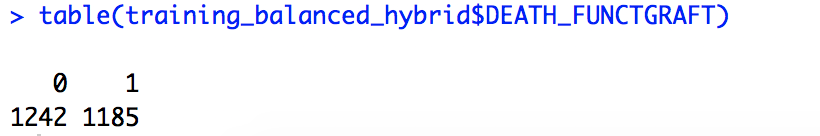 > table(training_balanced_hybrid$DEATH_FUNCTGRAFT)
0 1
1242 1185